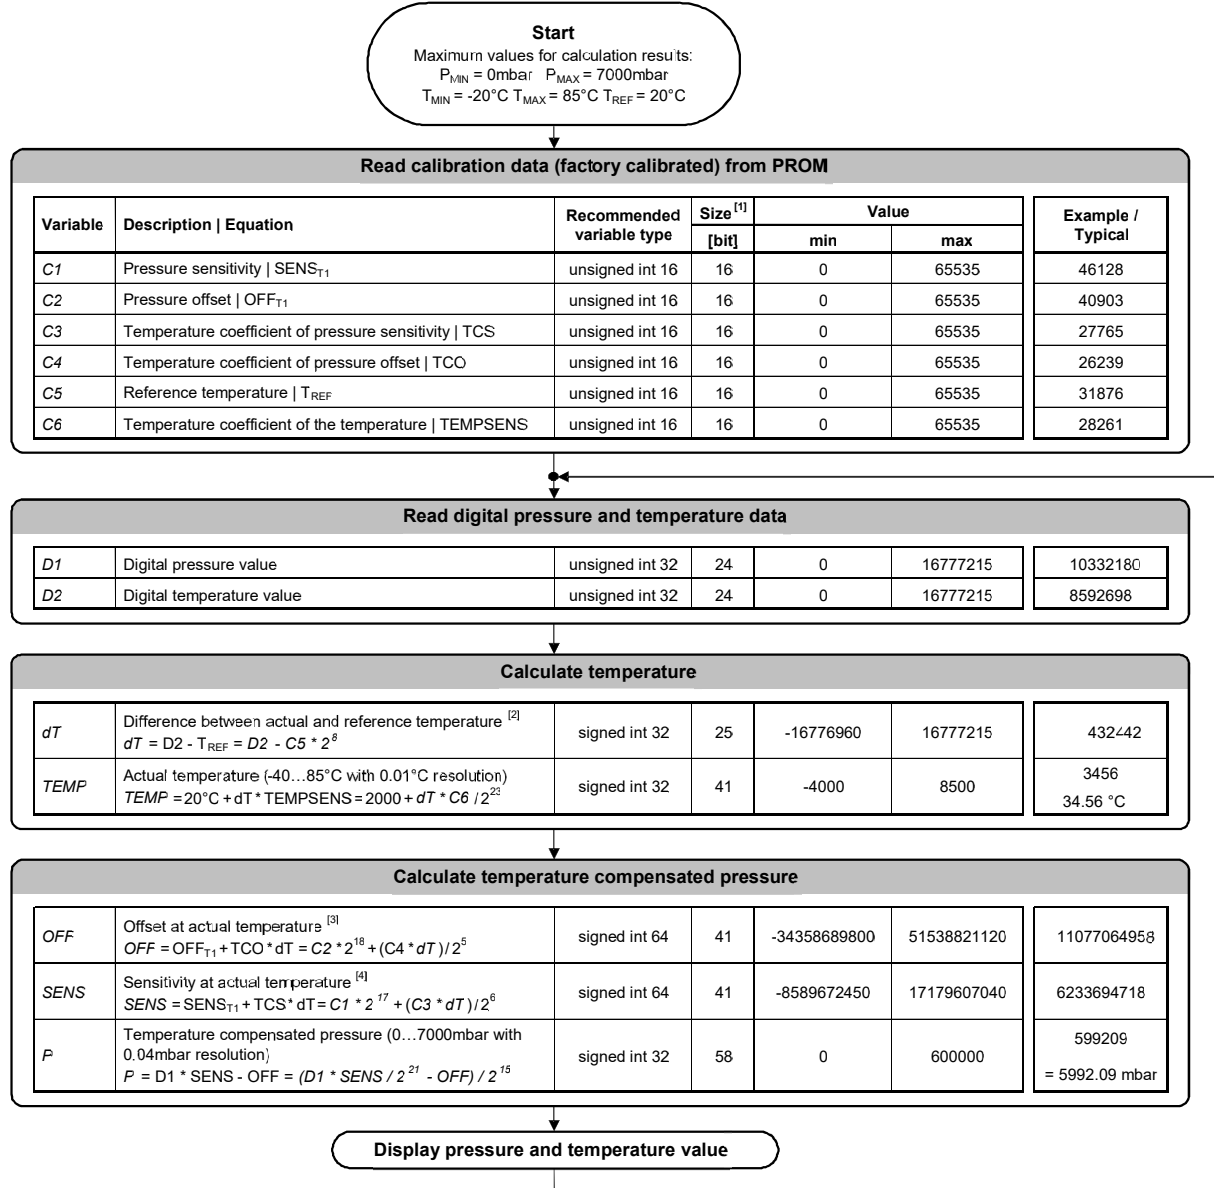 Start
Maximum values for calculation results:
PMIN = 0mbar PMAX = 7000mbar
TMIN = -20°C TMAX = 85°C TREF = 20°C
Read calibration data (factory calibrated) from PROM
Variable Description | Equation Recommended variable type Size [1] [bit] Value min max Example / Typical
C1 Pressure sensitivity | SENST1 unsigned int 16 16 0 65535 46128
C2 Pressure offset | OFFT1 unsigned int 16 16 0 65535 40903
C3 Temperature coefficient of pressure sensitivity | TCS unsigned int 16 16 0 65535 27765
C4 Temperature coefficient of pressure offset | TCO unsigned int 16 16 0 65535 26239
C5 Reference temperature | TREF unsigned int 16 16 0 65535 31876
C6 Temperature coefficient of the temperature | TEMPSENS unsigned int 16 16 0 65535 28261
Read digital pressure and temperature data
D1 Digital pressure value unsigned int 32 24 0 16777215 10332180
D2 Digital temperature value unsigned int 32 24 0 16777215 8592698
Calculate temperature
dT Difference between actual and reference temperature [2]
dT = D2 - TREF = D2 - C5 * 2^8 signed int 32 25 -16776960 16777215 432442
TEMP Actual temperature (-40…85°C with 0.01°C resolution)
TEMP = 20°C + dT * TEMPSENS = 2000 + dT * C6 / 2^23 signed int 32 41 -4000 8500 3456
34.56 °C
Calculate temperature compensated pressure
OFF Offset at actual temperature [3]
OFF = OFFT1 + TCO * dT = C2 * 2^18 + (C4 * dT ) / 2^5 signed int 64 41 -34358689800 51538821120 11077064958
SENS Sensitivity at actual temperature [4]
SENS = SENST1 + TCS * dT = C1 * 2^17 + (C3 * dT ) / 2^6 signed int 64 41 -8589672450 17179607040 6233694718
P Temperature compensated pressure (0…7000mbar with
0.04mbar resolution)
P = D1 * SENS - OFF = (D1 * SENS / 2^21 - OFF) / 2^15 signed int 32 58 0 600000 599209
= 5992.09 mbar
Display pressure and temperature value